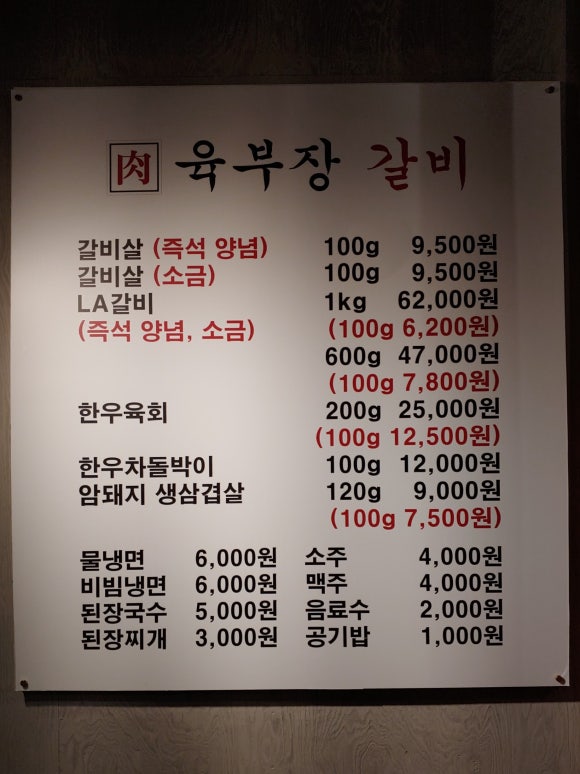 肉 육부장 갈비
갈비살 (즉석 양념) 100g 9,500원
갈비살 (소금) 100g 9,500원
LA갈비 1kg 62,000원
(즉석 양념, 소금) (100g 6,200원)
600g 47,000원
(100g 7,800원)
한우육회 200g 25,000원
(100g 12,500원)
한우차돌박이 100g 12,000원
암돼지 생삼겹살 120g 9,000원
(100g 7,500원)
물냉면 6,000원 소주 4,000원
비빔냉면 6,000원 맥주 4,000원
된장국수 5,000원 음료수 2,000원
된장찌개 3,000원 공기밥 1,000원